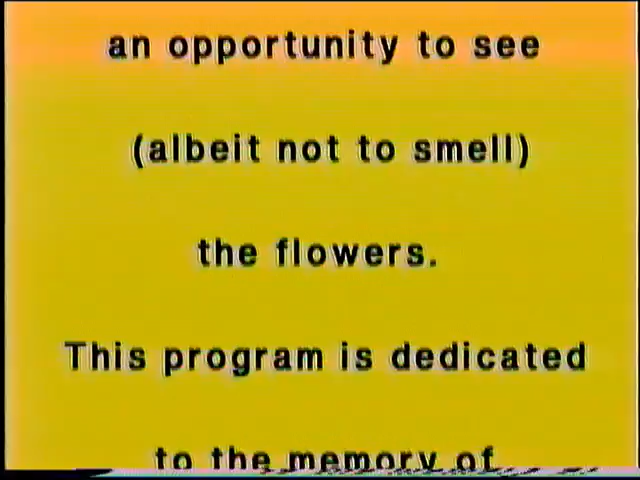 an opportunity to see
(albeit not to smell)
the flowers.
This program is dedicated
to the memory of